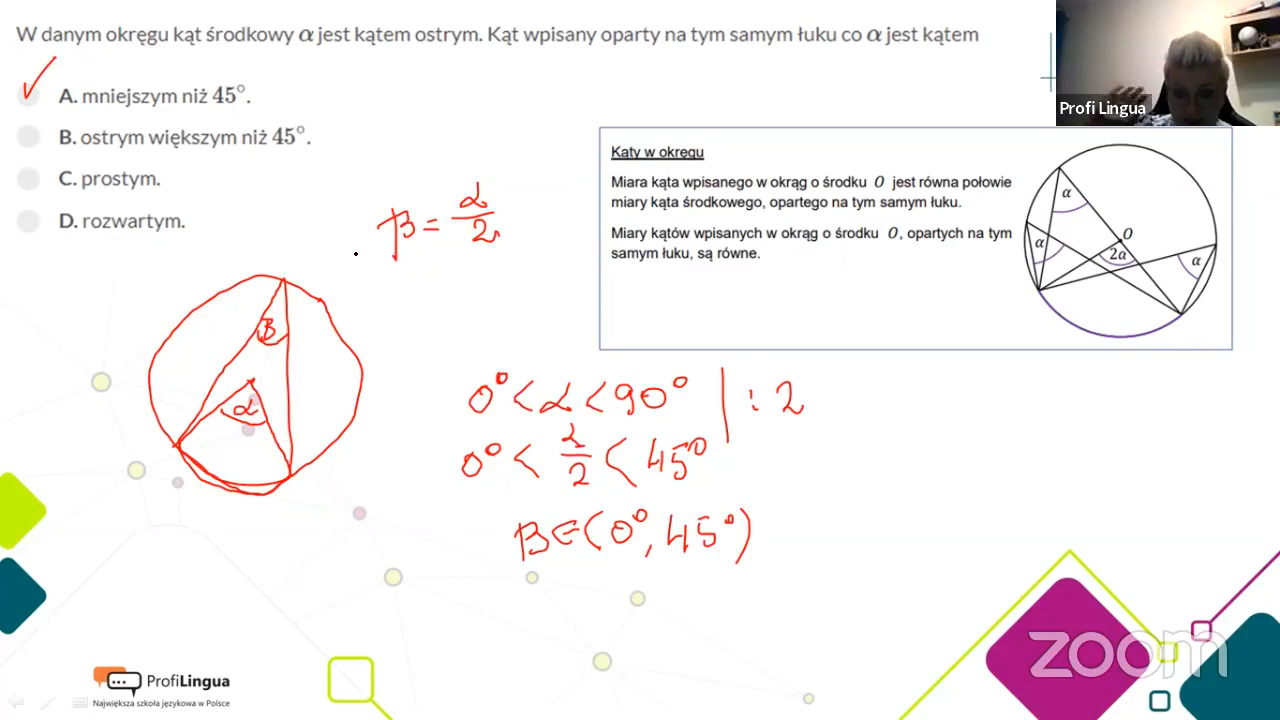 W danym okręgu kąt środkowy α jest kątem ostrym. Kąt wpisany oparty na tym samym łuku co α jest kątem
A. mniejszym niż 45°.
B. ostrym większym niż 45°.
C. prostym.
D. rozwartym.
Profi Lingua
Kąty w okręgu
Miara kąta wpisanego w okrąg o środku O jest równa połowie
miary kąta środkowego, opartego na tym samym łuku.
Miary kątów wpisanych w okrąg o środku O, opartych na tym
samym łuku, są równe.
α
O
α
2α
α
β = α/2
β
α
0° < α < 90° | : 2
0° < α/2 < 45°
β ∈ (0°, 45°)
ProfiLingua
Największa szkoła językowa w Polsce
zoom